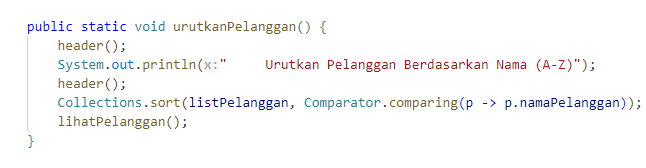 public static void urutkanPelanggan() {
    header();
    System.out.println(x:"     Urutkan Pelanggan Berdasarkan Nama (A-Z)");
    header();
    Collections.sort(listPelanggan, Comparator.comparing(p -> p.namaPelanggan));
    lihatPelanggan();
}